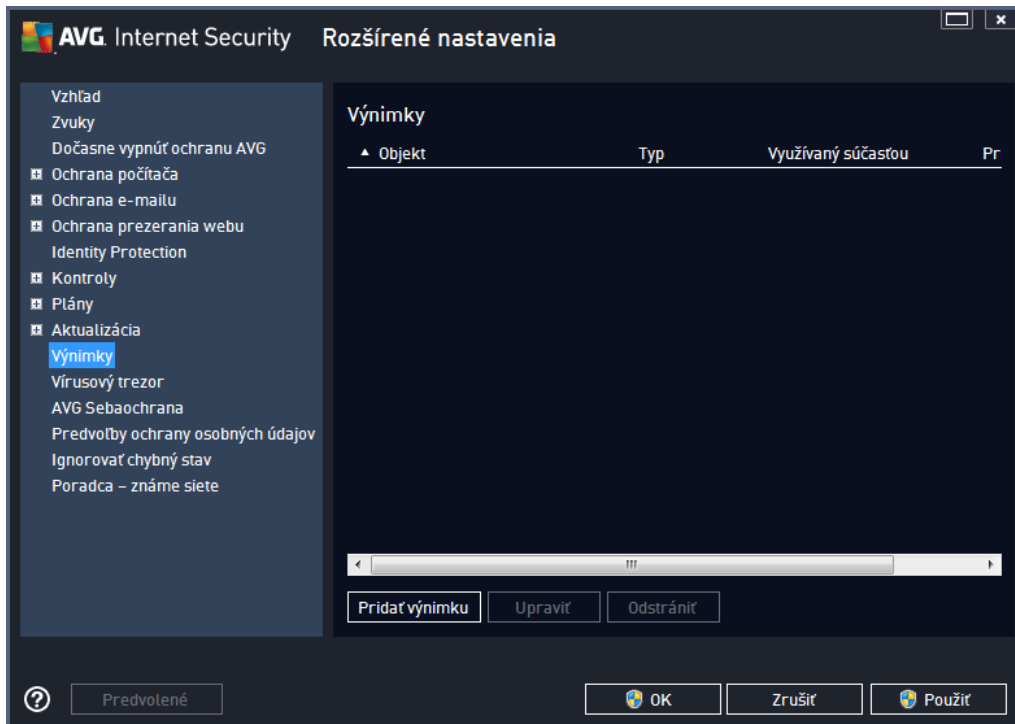 AVG. Internet Security Rozšírené nastavenia
Vzhľad
Zvuky
Dočasne vypnúť ochranu AVG
Ochrana počítača
Ochrana e-mailu
Ochrana prezerania webu
Identity Protection
Kontroly
Plány
Aktualizácia
Výnimky
Vírusový trezor
AVG Sebaochrana
Predvoľby ochrany osobných údajov
Ignorovať chybný stav
Poradca – známe siete
Výnimky
Objekt Typ Využívaný súčasťou Pr
Pridať výnimku Upraviť Odstrániť
Predvolené OK Zrušiť Použiť